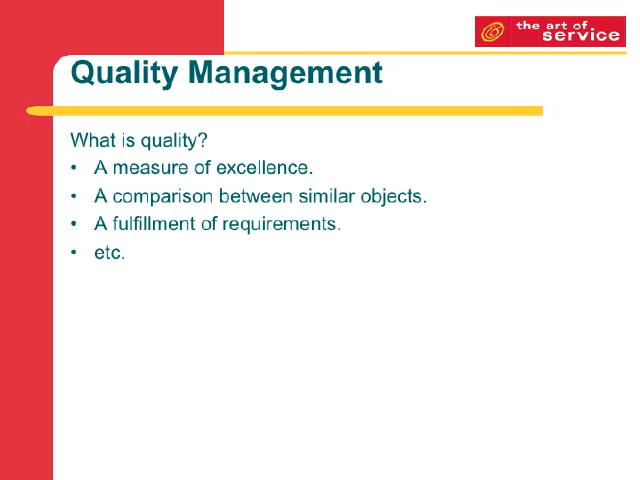 the art of
service
Quality Management
What is quality?
• A measure of excellence.
• A comparison between similar objects.
• A fulfillment of requirements.
• etc.